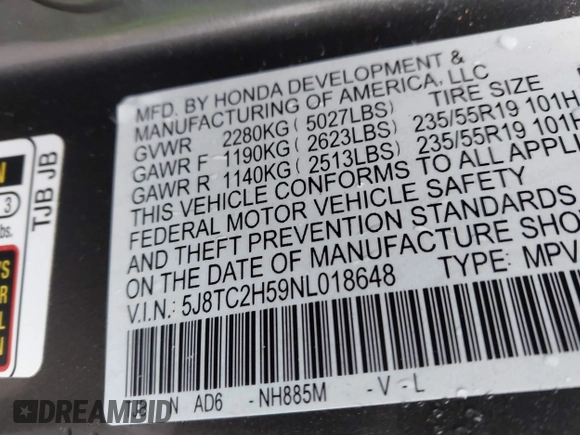 MFD. BY HONDA DEVELOPMENT &
MANUFACTURING OF AMERICA, LLC
TIRE SIZE
GVWR 2280KG ( 5027LBS)
GAWR F 1190KG ( 2623LBS) 235/55R19 101H
GAWR R 1140KG ( 2513LBS) 235/55R19 101H
THIS VEHICLE CONFORMS TO ALL APPLI
FEDERAL MOTOR VEHICLE SAFETY
AND THEFT PREVENTION STANDARDS
ON THE DATE OF MANUFACTURE SHO
V.I.N.: 5J8TC2H59NL018648 TYPE: MPV
N AD6 -NH885M -V-L
TJB JB
3
lbs.
DREAMBID